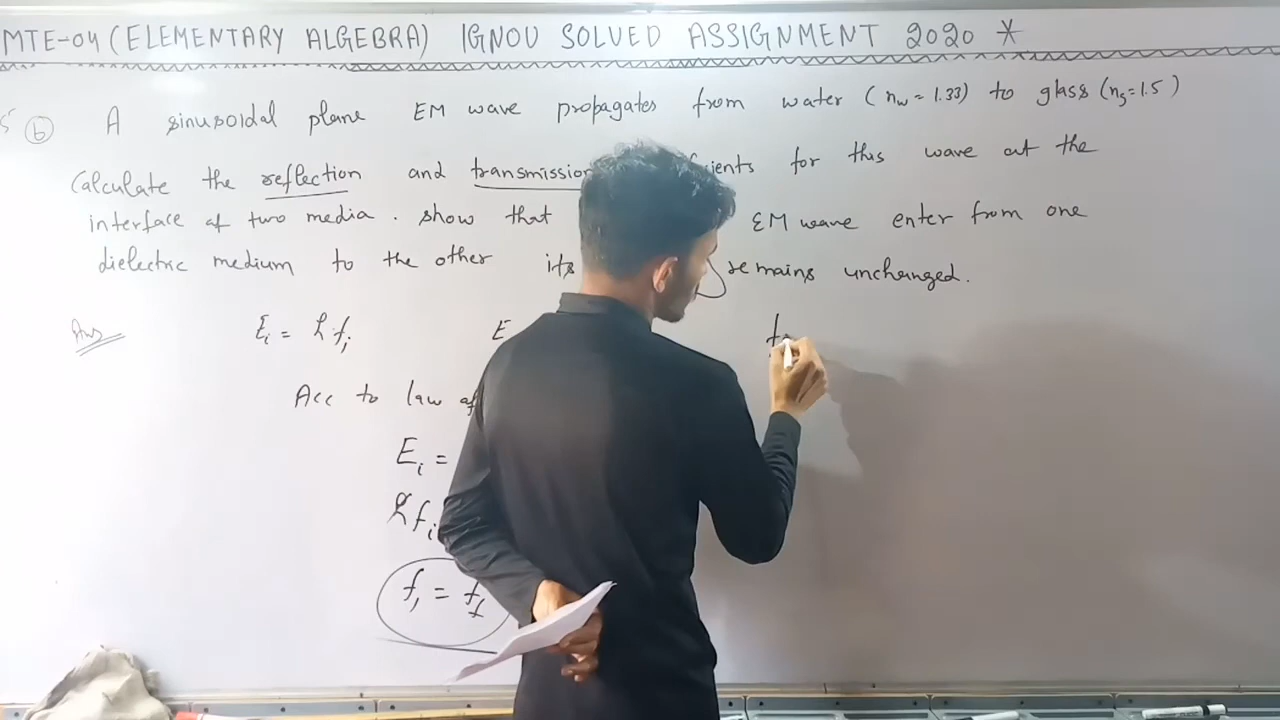 MTE-04 (ELEMENTARY ALGEBRA) IGNOU SOLVED ASSIGNMENT 2020 *
5 (b) A sinusoidal plane EM wave propagates from water (nw = 1.33) to glass (ng = 1.5)
Calculate the reflection and transmission for this wave at the
interface of two media. show that EM wave enter from one
dielectric medium to the other its remains unchanged.
Ans Ei = h fi E
Acc to law of
Ei =
h fi
fi = ff